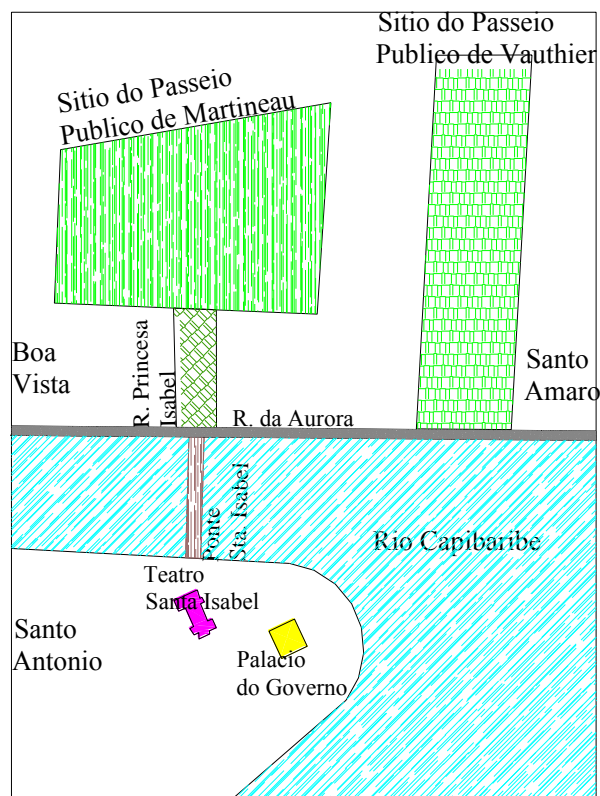 Sitio do Passeio
Publico de Vauthier
Sitio do Passeio
Publico de Martineau
Boa
Vista
R. Princesa
Isabel
R. da Aurora
Santo
Amaro
Ponte
Sta. Isabel
Rio Capibaribe
Teatro
Santa Isabel
Santo
Antonio
Palacio
do Governo